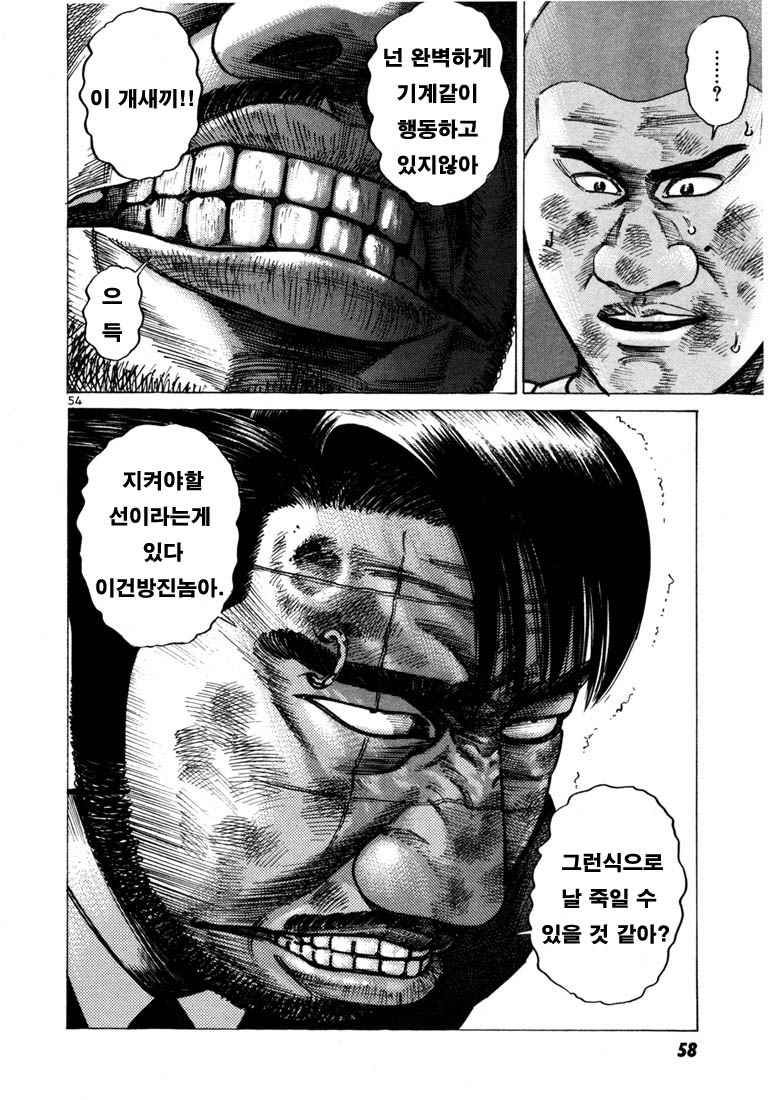 ……?
넌 완벽하게
기계같이
행동하고
있지않아
이 개새끼!!
으
득
54
지켜야할
선이라는게
있다
이건방진놈아.
그런식으로
날 죽일 수
있을 것 같아?
58